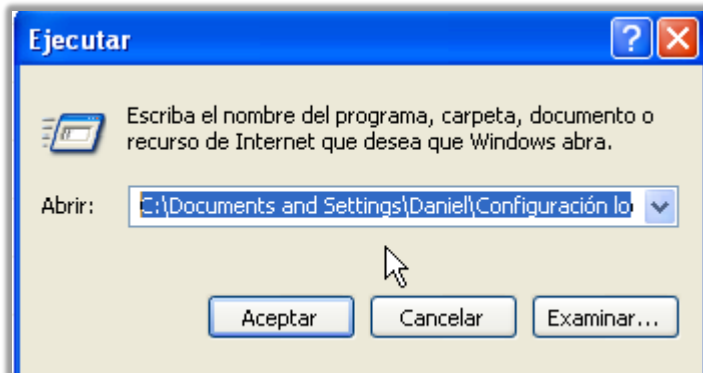 Ejecutar
Escriba el nombre del programa, carpeta, documento o
recurso de Internet que desea que Windows abra.
Abrir: C:\Documents and Settings\Daniel\Configuración lo
Aceptar Cancelar Examinar...